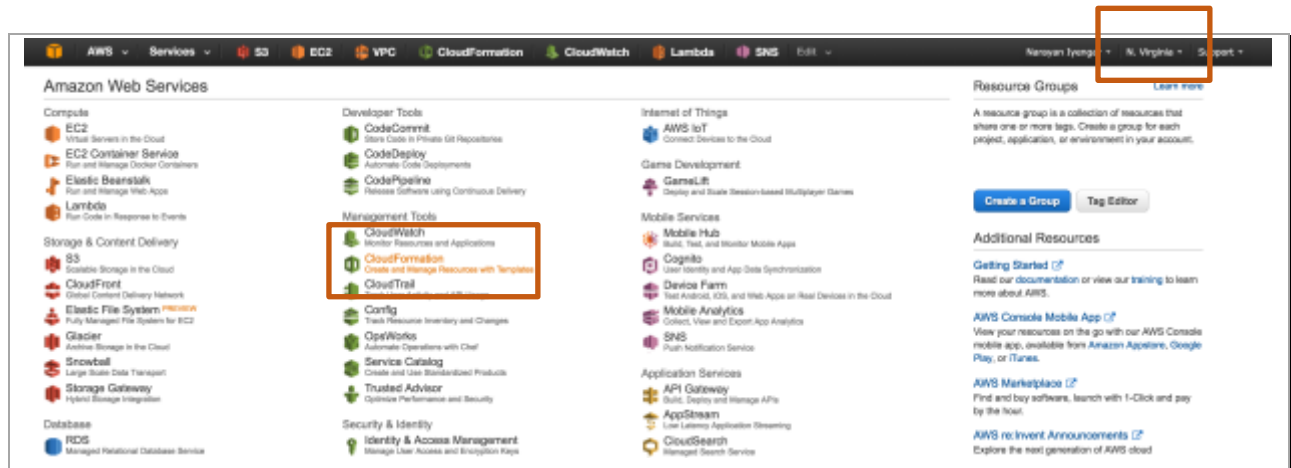 AWS Services S3 EC2 VPC CloudFormation CloudWatch Lambda SNS Edit Narayan Iyengar N. Virginia Support
Amazon Web Services
Compute
EC2
Virtual Servers in the Cloud
EC2 Container Service
Run and Manage Docker Containers
Elastic Beanstalk
Run and Manage Web Apps
Lambda
Run Code in Response to Events
Storage & Content Delivery
S3
Scalable Storage in the Cloud
CloudFront
Global Content Delivery Network
Elastic File System PREVIEW
Fully Managed File System for EC2
Glacier
Archive Storage in the Cloud
Snowball
Large Scale Data Transport
Storage Gateway
Hybrid Storage Integration
Database
RDS
Managed Relational Database Service
Developer Tools
CodeCommit
Store Code in Private Git Repositories
CodeDeploy
Automate Code Deployments
CodePipeline
Release Software using Continuous Delivery
Management Tools
CloudWatch
Monitor Resources and Applications
CloudFormation
Create and Manage Resources with Templates
CloudTrail
Config
Track Resource Inventory and Changes
OpsWorks
Automate Operations with Chef
Service Catalog
Create and Use Standardized Products
Trusted Advisor
Optimize Performance and Security
Security & Identity
Identity & Access Management
Manage User Access and Encryption Keys
Internet of Things
AWS IoT
Connect Devices to the Cloud
Game Development
GameLift
Deploy and Scale Session-based Multiplayer Games
Mobile Services
Mobile Hub
Build, Test, and Monitor Mobile Apps
Cognito
User Identity and App Data Synchronization
Device Farm
Test Android, iOS, and Web Apps on Real Devices in the Cloud
Mobile Analytics
Collect, View and Export App Analytics
SNS
Push Notification Service
Application Services
API Gateway
Build, Deploy and Manage APIs
AppStream
Low Latency Application Streaming
CloudSearch
Managed Search Service
Resource Groups Learn more
A resource group is a collection of resources that
share one or more tags. Create a group for each
project, application, or environment in your account.
Create a Group Tag Editor
Additional Resources
Getting Started
Read our documentation or view our training to learn
more about AWS.
AWS Console Mobile App
View your resources on the go with our AWS Console
mobile app, available from Amazon Appstore, Google
Play, or iTunes.
AWS Marketplace
Find and buy software, launch with 1-Click and pay
by the hour.
AWS re:Invent Announcements
Explore the next generation of AWS cloud